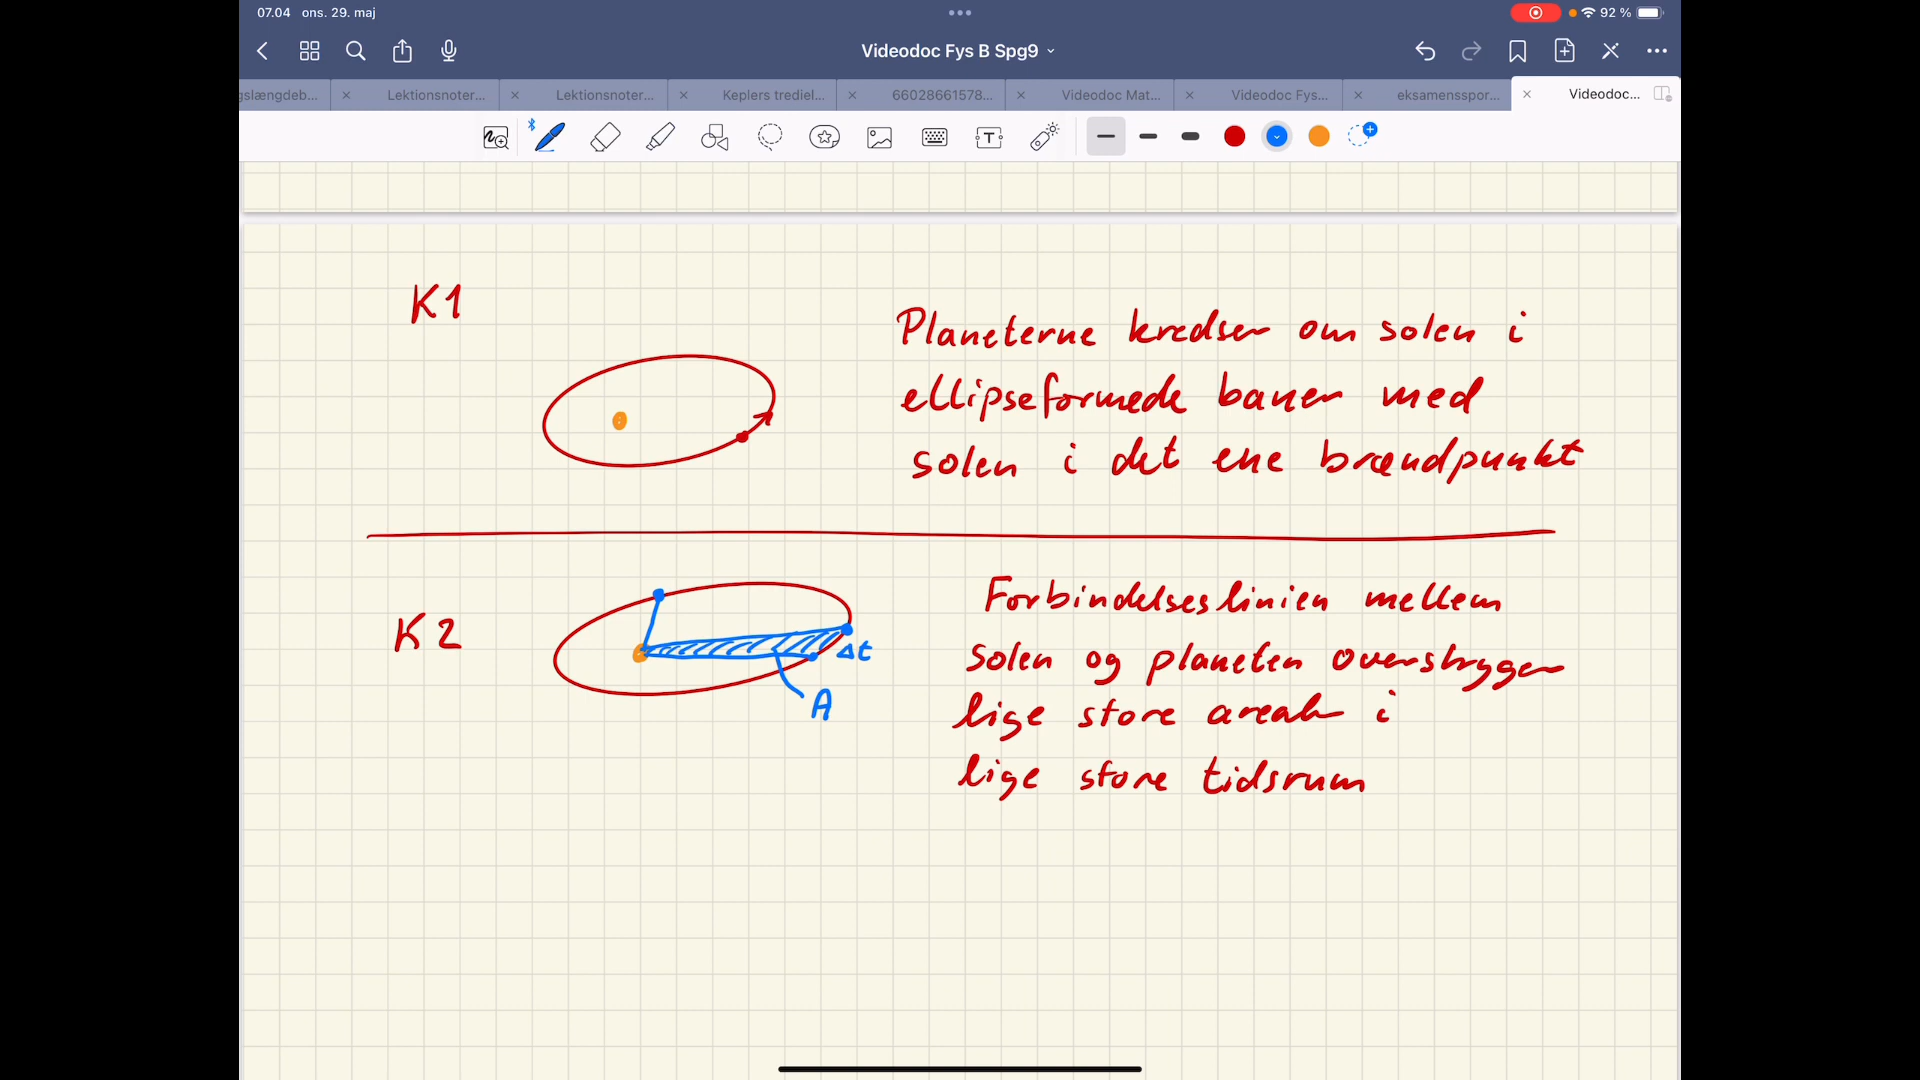 07.04 ons. 29. maj
92 %
Videodoc Fys B Spg9
gslængdeb...
Lektionsnoter...
Lektionsnoter...
Keplers trediel...
66028661578...
Videodoc Mat...
Videodoc Fys...
eksamensspor...
Videodoc...
K1
Planeterne kredser om solen i
ellipseformede baner med
solen i det ene brændpunkt
K2
Δt
A
Forbindelseslinien mellem
solen og planeten overstryger
lige store arealer i
lige store tidsrum